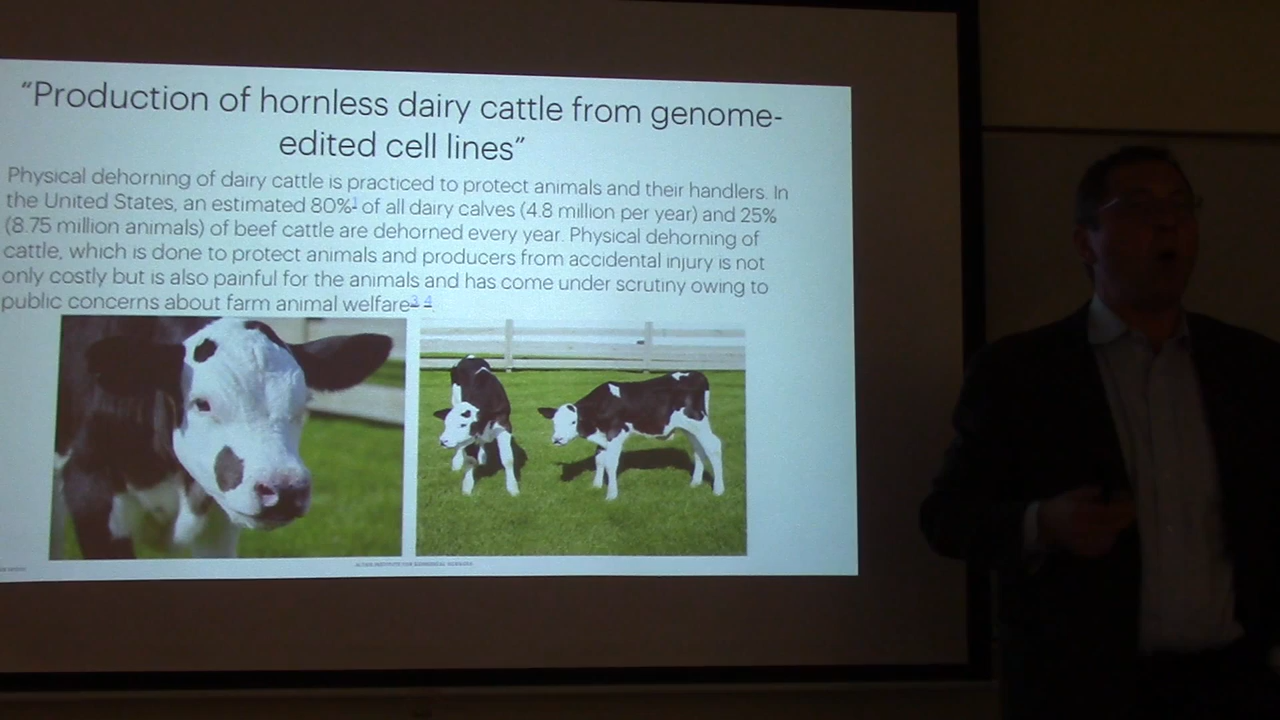 “Production of hornless dairy cattle from genome-
edited cell lines”
Physical dehorning of dairy cattle is practiced to protect animals and their handlers. In
the United States, an estimated 80%1 of all dairy calves (4.8 million per year) and 25%
(8.75 million animals) of beef cattle are dehorned every year. Physical dehorning of
cattle, which is done to protect animals and producers from accidental injury is not
only costly but is also painful for the animals and has come under scrutiny owing to
public concerns about farm animal welfare3, 4.